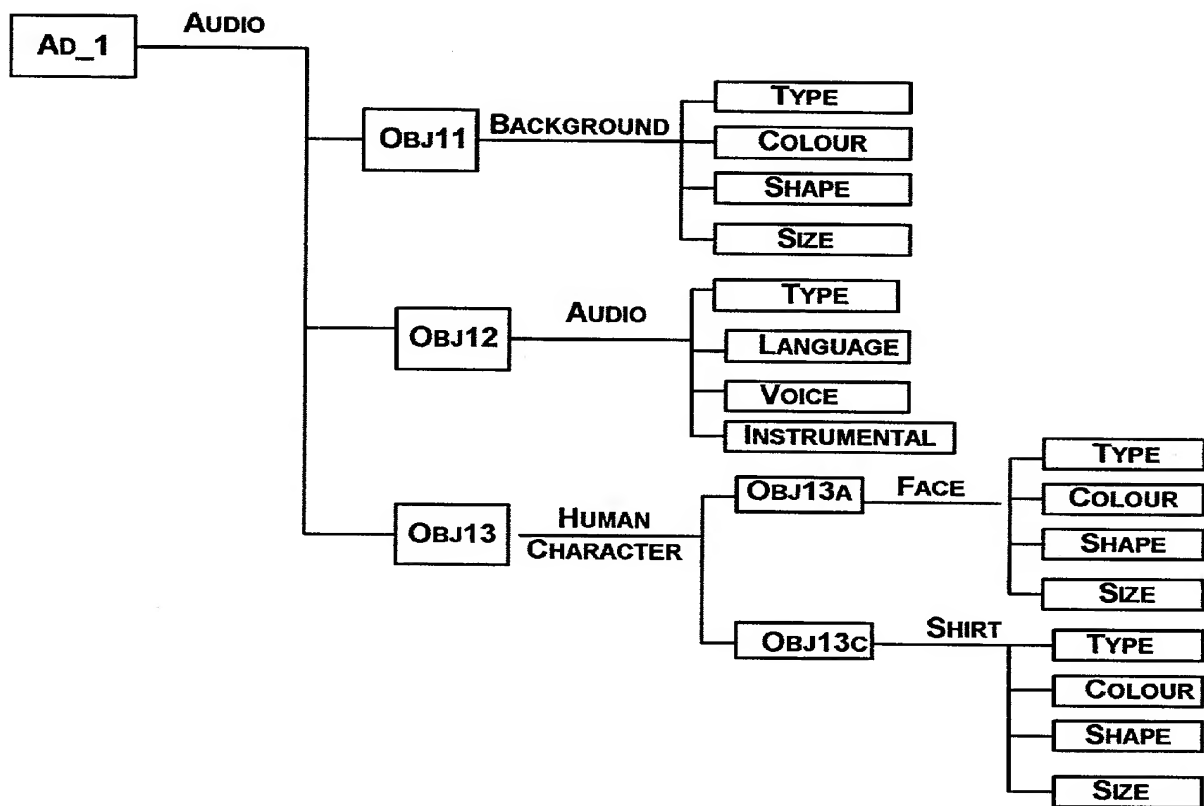 AD_1
AUDIO
OBJ11
BACKGROUND
TYPE
COLOUR
SHAPE
SIZE
OBJ12
AUDIO
TYPE
LANGUAGE
VOICE
INSTRUMENTAL
OBJ13
HUMAN
CHARACTER
OBJ13A
FACE
TYPE
COLOUR
SHAPE
SIZE
OBJ13C
SHIRT
TYPE
COLOUR
SHAPE
SIZE